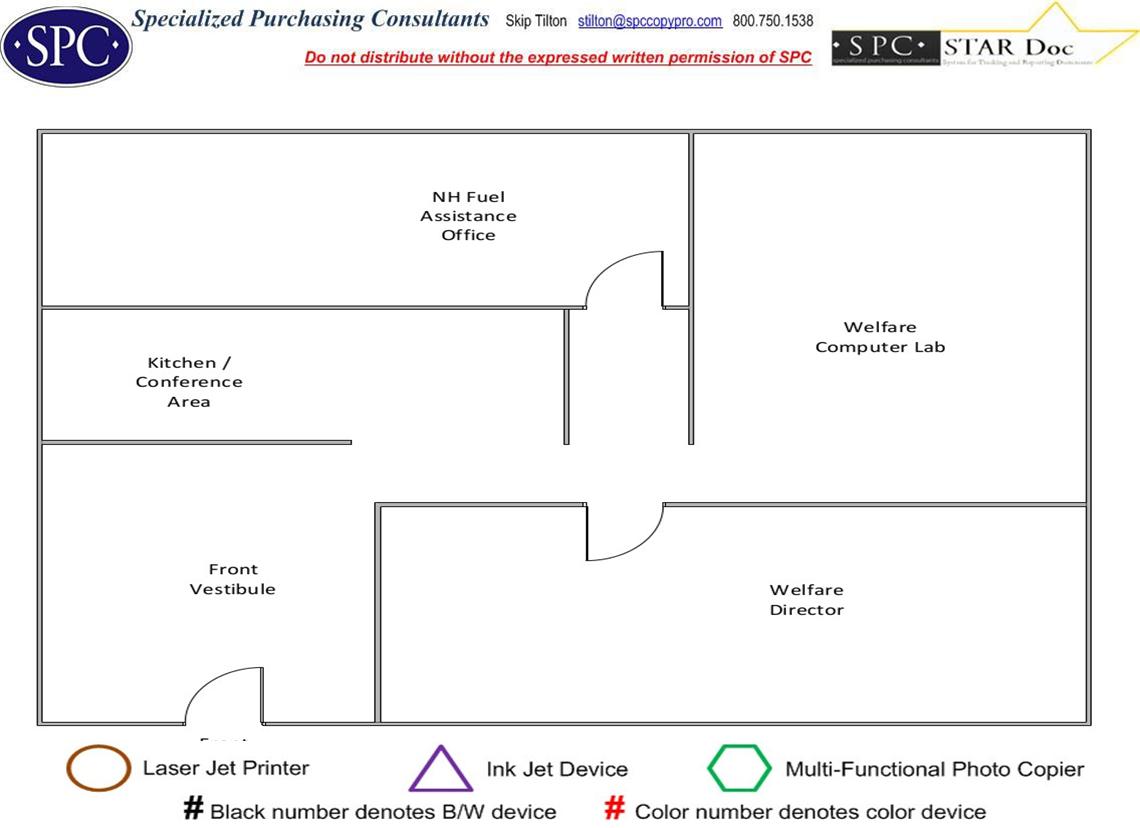 SPC
Specialized Purchasing Consultants Skip Tilton stilton@spccopypro.com 800.750.1538
Do not distribute without the expressed written permission of SPC
SPC STAR Doc
specialized purchasing consultants System for Tracking and Reporting Documents
NH Fuel
Assistance
Office
Welfare
Computer Lab
Kitchen /
Conference
Area
Front
Vestibule
Welfare
Director
Laser Jet Printer
Ink Jet Device
Multi-Functional Photo Copier
# Black number denotes B/W device
# Color number denotes color device